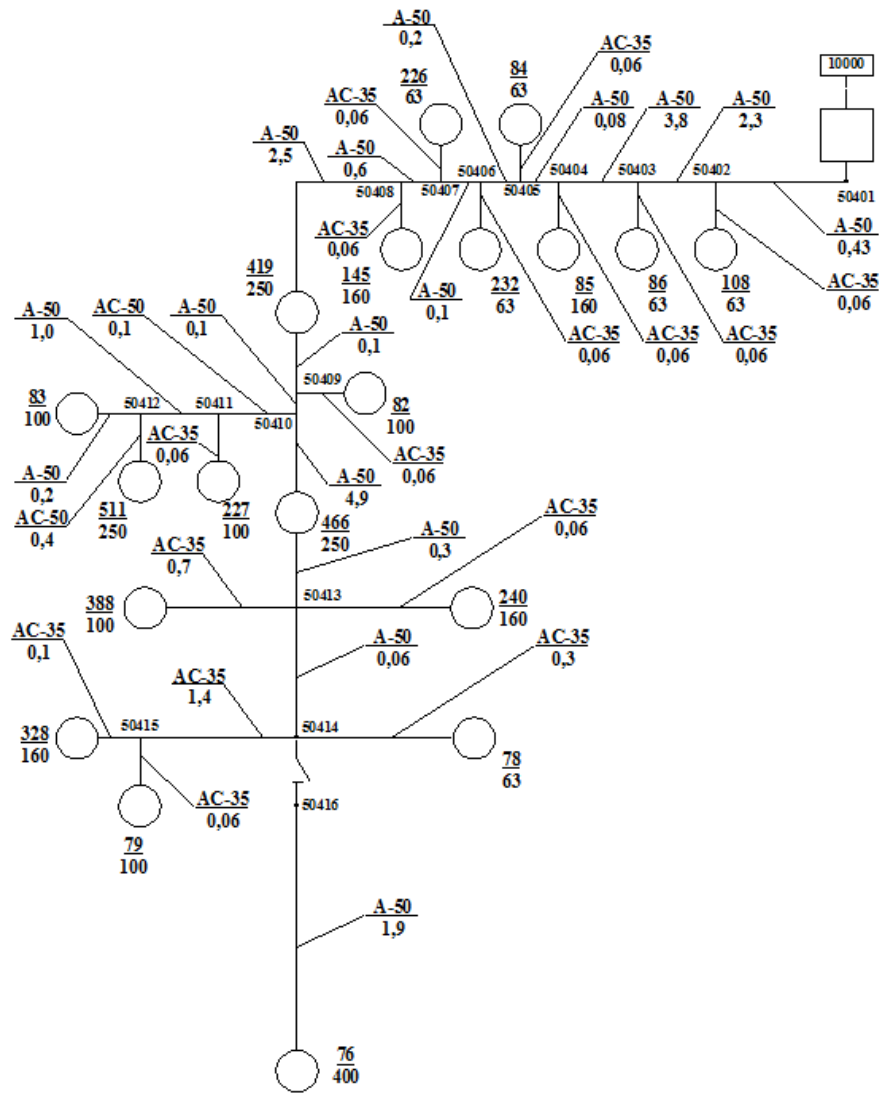 A-50
0,2
84
63
AC-35
0,06
10000
226
63
AC-35
0,06
A-50
0,08
A-50
3,8
A-50
2,3
A-50
2,5
A-50
0,6
50408
50407
50406
50405
50404
50403
50402
50401
AC-35
0,06
145
160
A-50
0,1
232
63
85
160
86
63
108
63
A-50
0,43
AC-35
0,06
AC-35
0,06
AC-35
0,06
AC-35
0,06
419
250
A-50
1,0
AC-50
0,1
A-50
0,1
A-50
0,1
50409
82
100
AC-35
0,06
83
100
50412
50411
50410
A-50
0,2
AC-50
0,4
AC-35
0,06
511
250
227
100
A-50
4,9
466
250
A-50
0,3
AC-35
0,06
AC-35
0,7
388
100
50413
240
160
AC-35
0,1
AC-35
1,4
A-50
0,06
AC-35
0,3
328
160
50415
50414
78
63
AC-35
0,06
79
100
50416
A-50
1,9
76
400